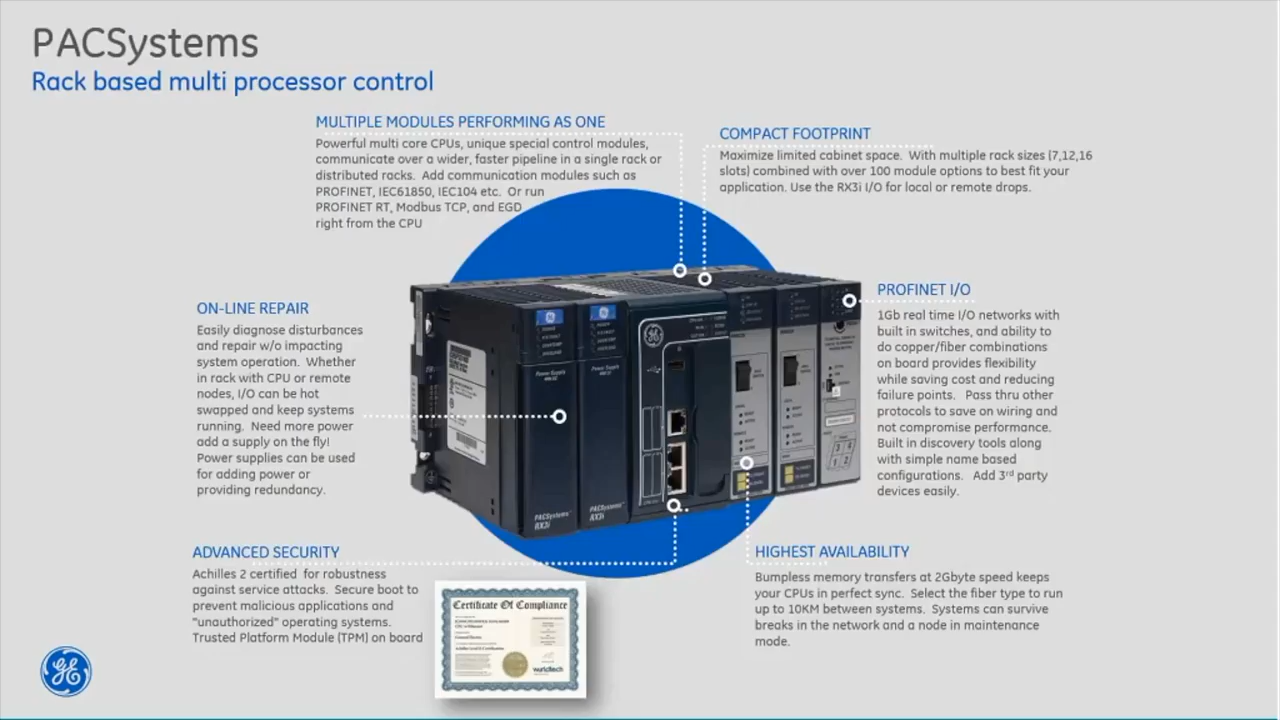 PACSystems
Rack based multi processor control
MULTIPLE MODULES PERFORMING AS ONE
Powerful multi core CPUs, unique special control modules,
communicate over a wider, faster pipeline in a single rack or
distributed racks.  Add communication modules such as
PROFINET, IEC61850, IEC104 etc.  Or run
PROFINET RT, Modbus TCP, and EGD
right from the CPU
COMPACT FOOTPRINT
Maximize limited cabinet space.  With multiple rack sizes (7,12,16
slots) combined with over 100 module options to best fit your
application. Use the RX3i I/O for local or remote drops.
ON-LINE REPAIR
Easily diagnose disturbances
and repair w/o impacting
system operation.  Whether
in rack with CPU or remote
nodes, I/O can be hot
swapped and keep systems
running.  Need more power
add a supply on the fly!
Power supplies can be used
for adding power or
providing redundancy.
PROFINET I/O
1Gb real time I/O networks with
built in switches, and ability to
do copper/fiber combinations
on board provides flexibility
while saving cost and reducing
failure points.  Pass thru other
protocols to save on wiring and
not compromise performance.
Built in discovery tools along
with simple name based
configurations.  Add 3rd party
devices easily.
Power Supply
Power Supply
PACSystems
RX3i
PACSystems
RX3i
ADVANCED SECURITY
Achilles 2 certified  for robustness
against service attacks.  Secure boot to
prevent malicious applications and
"unauthorized" operating systems.
Trusted Platform Module (TPM) on board
Certificate Of Compliance
wurldtech
HIGHEST AVAILABILITY
Bumpless memory transfers at 2Gbyte speed keeps
your CPUs in perfect sync.  Select the fiber type to run
up to 10KM between systems.  Systems can survive
breaks in the network and a node in maintenance
mode.